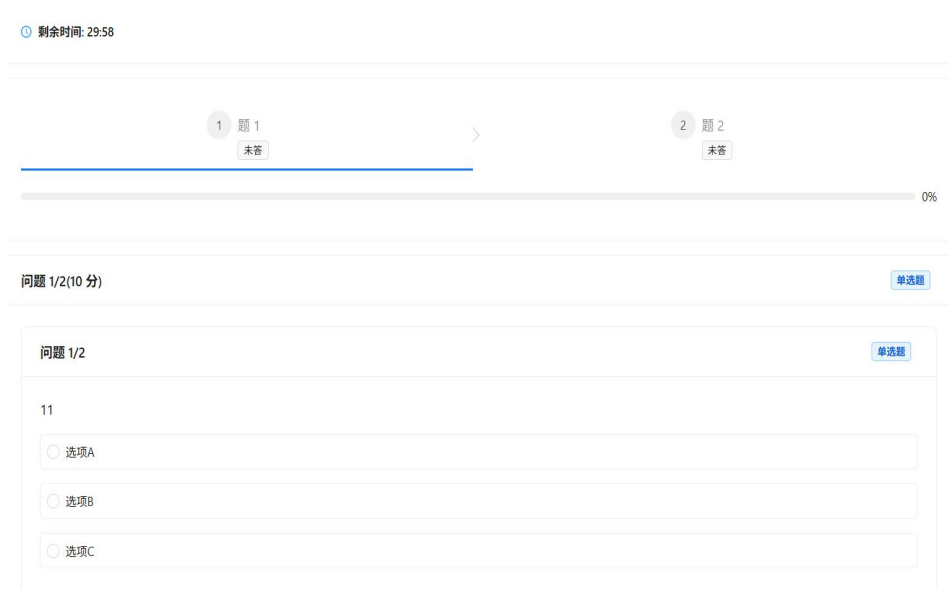 剩余时间: 29:58
1 题 1
未答
2 题 2
未答
0%
问题 1/2(10 分) 单选题
问题 1/2 单选题
11
选项A
选项B
选项C